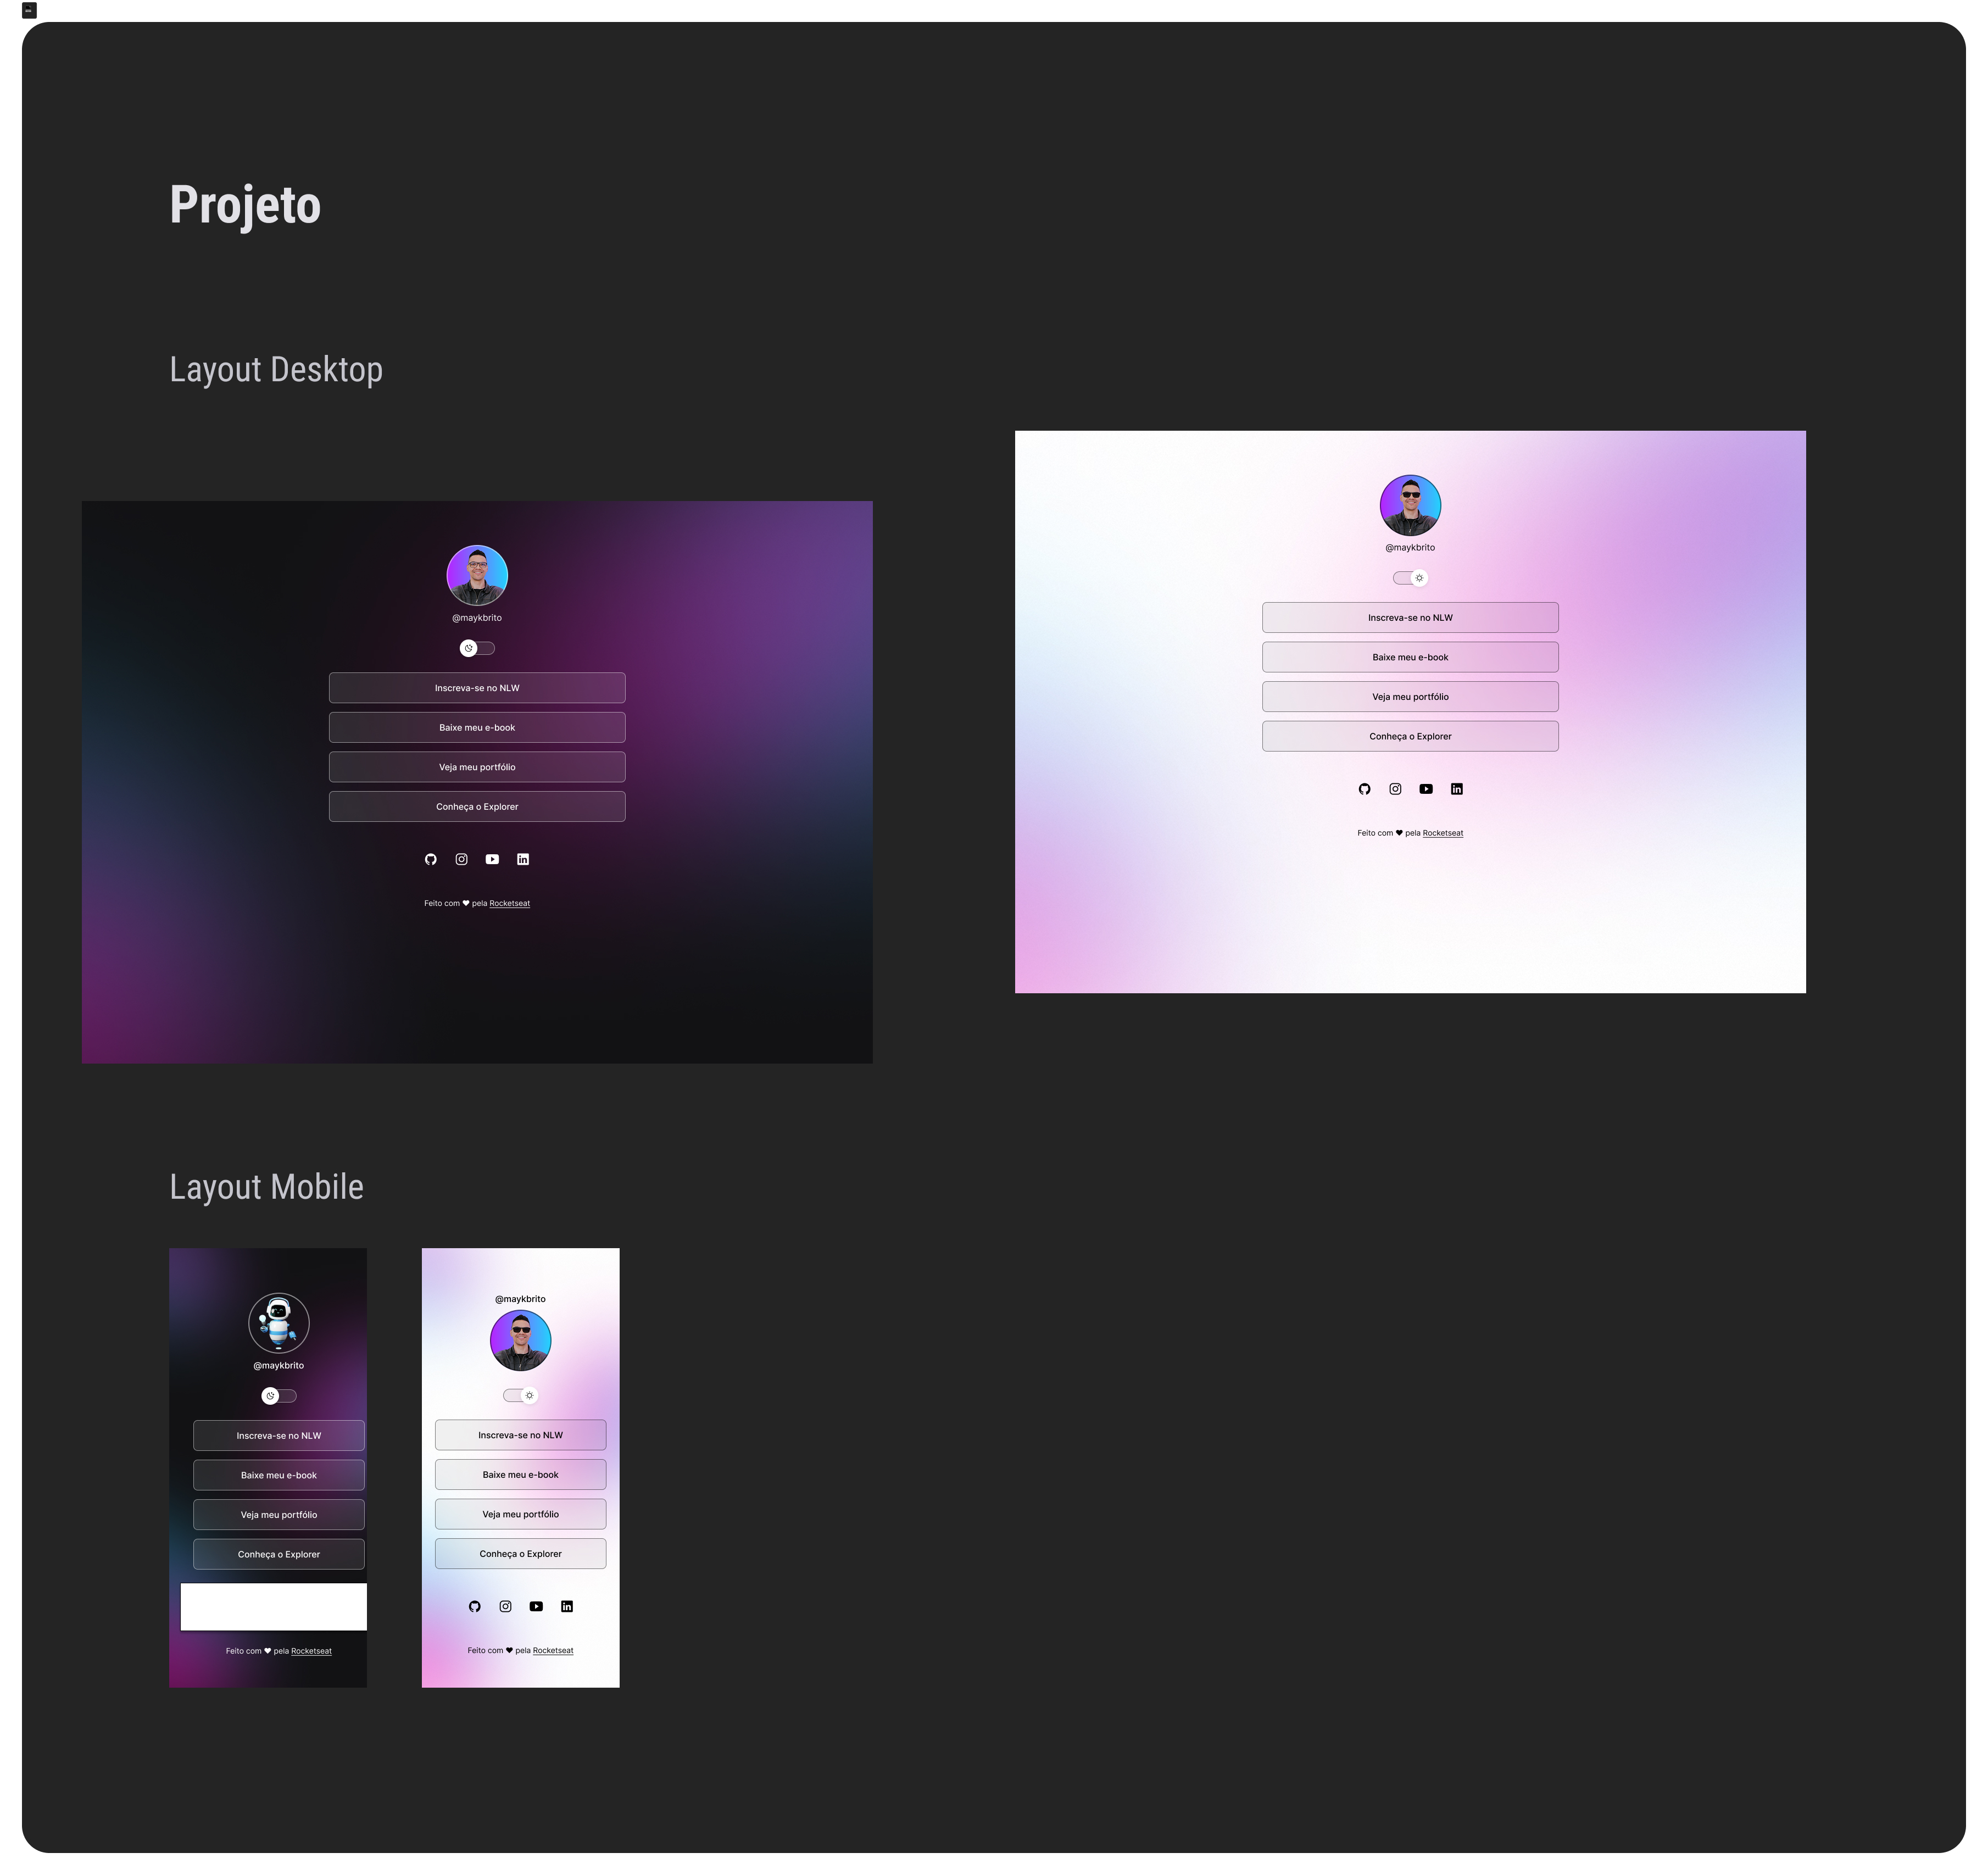 Projeto
Layout Desktop
@maykbrito
Inscreva-se no NLW
Baixe meu e-book
Veja meu portfólio
Conheça o Explorer
Feito com ♥ pela Rocketseat
@maykbrito
Inscreva-se no NLW
Baixe meu e-book
Veja meu portfólio
Conheça o Explorer
Feito com ♥ pela Rocketseat
Layout Mobile
@maykbrito
Inscreva-se no NLW
Baixe meu e-book
Veja meu portfólio
Conheça o Explorer
Feito com ♥ pela Rocketseat
@maykbrito
Inscreva-se no NLW
Baixe meu e-book
Veja meu portfólio
Conheça o Explorer
Feito com ♥ pela Rocketseat